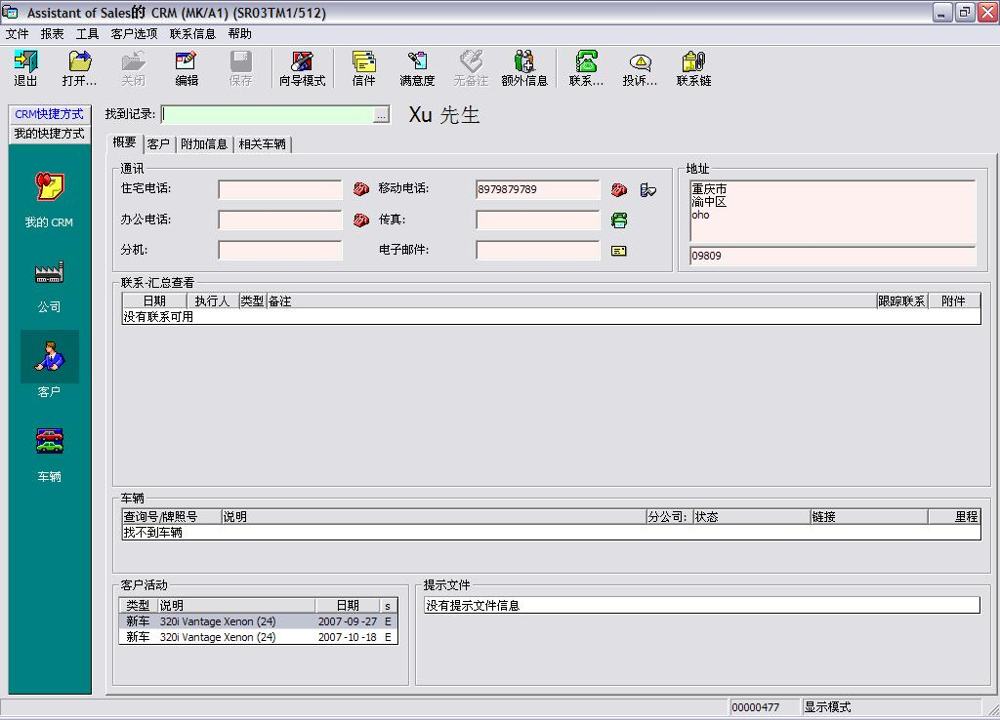 Assistant of Sales的 CRM (MK/A1) (SR03TM1/512)
文件 报表 工具 客户选项 联系信息 帮助
退出 打开... 关闭 编辑 保存 向导模式 信件 满意度 无备注 额外信息 联系... 投诉... 联系链
CRM快捷方式
我的快捷方式
我的 CRM
公司
客户
车辆
找到记录: ... Xu 先生
概要 客户 附加信息 相关车辆
通讯
住宅电话: 移动电话: 8979879789
办公电话: 传真:
分机: 电子邮件:
地址
重庆市
渝中区
oho
09809
联系-汇总查看
日期 执行人 类型 备注 跟踪联系 附件
没有联系可用
车辆
查询号/牌照号 说明 分公司: 状态 链接 里程
找不到车辆
客户活动
类型 说明 日期 s
新车 320i Vantage Xenon (24) 2007-09-27 E
新车 320i Vantage Xenon (24) 2007-10-18 E
提示文件
没有提示文件信息
00000477 显示模式